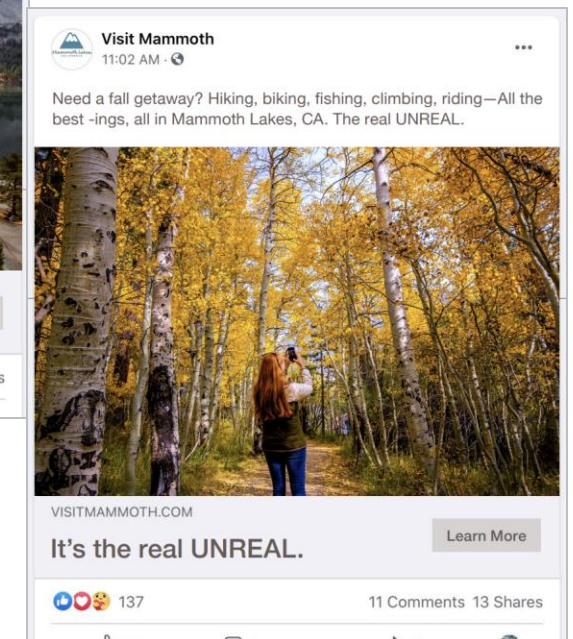 Visit Mammoth
11:02 AM ·
Need a fall getaway? Hiking, biking, fishing, climbing, riding—All the
best -ings, all in Mammoth Lakes, CA. The real UNREAL.
VISITMAMMOTH.COM
It's the real UNREAL.
Learn More
137
11 Comments 13 Shares